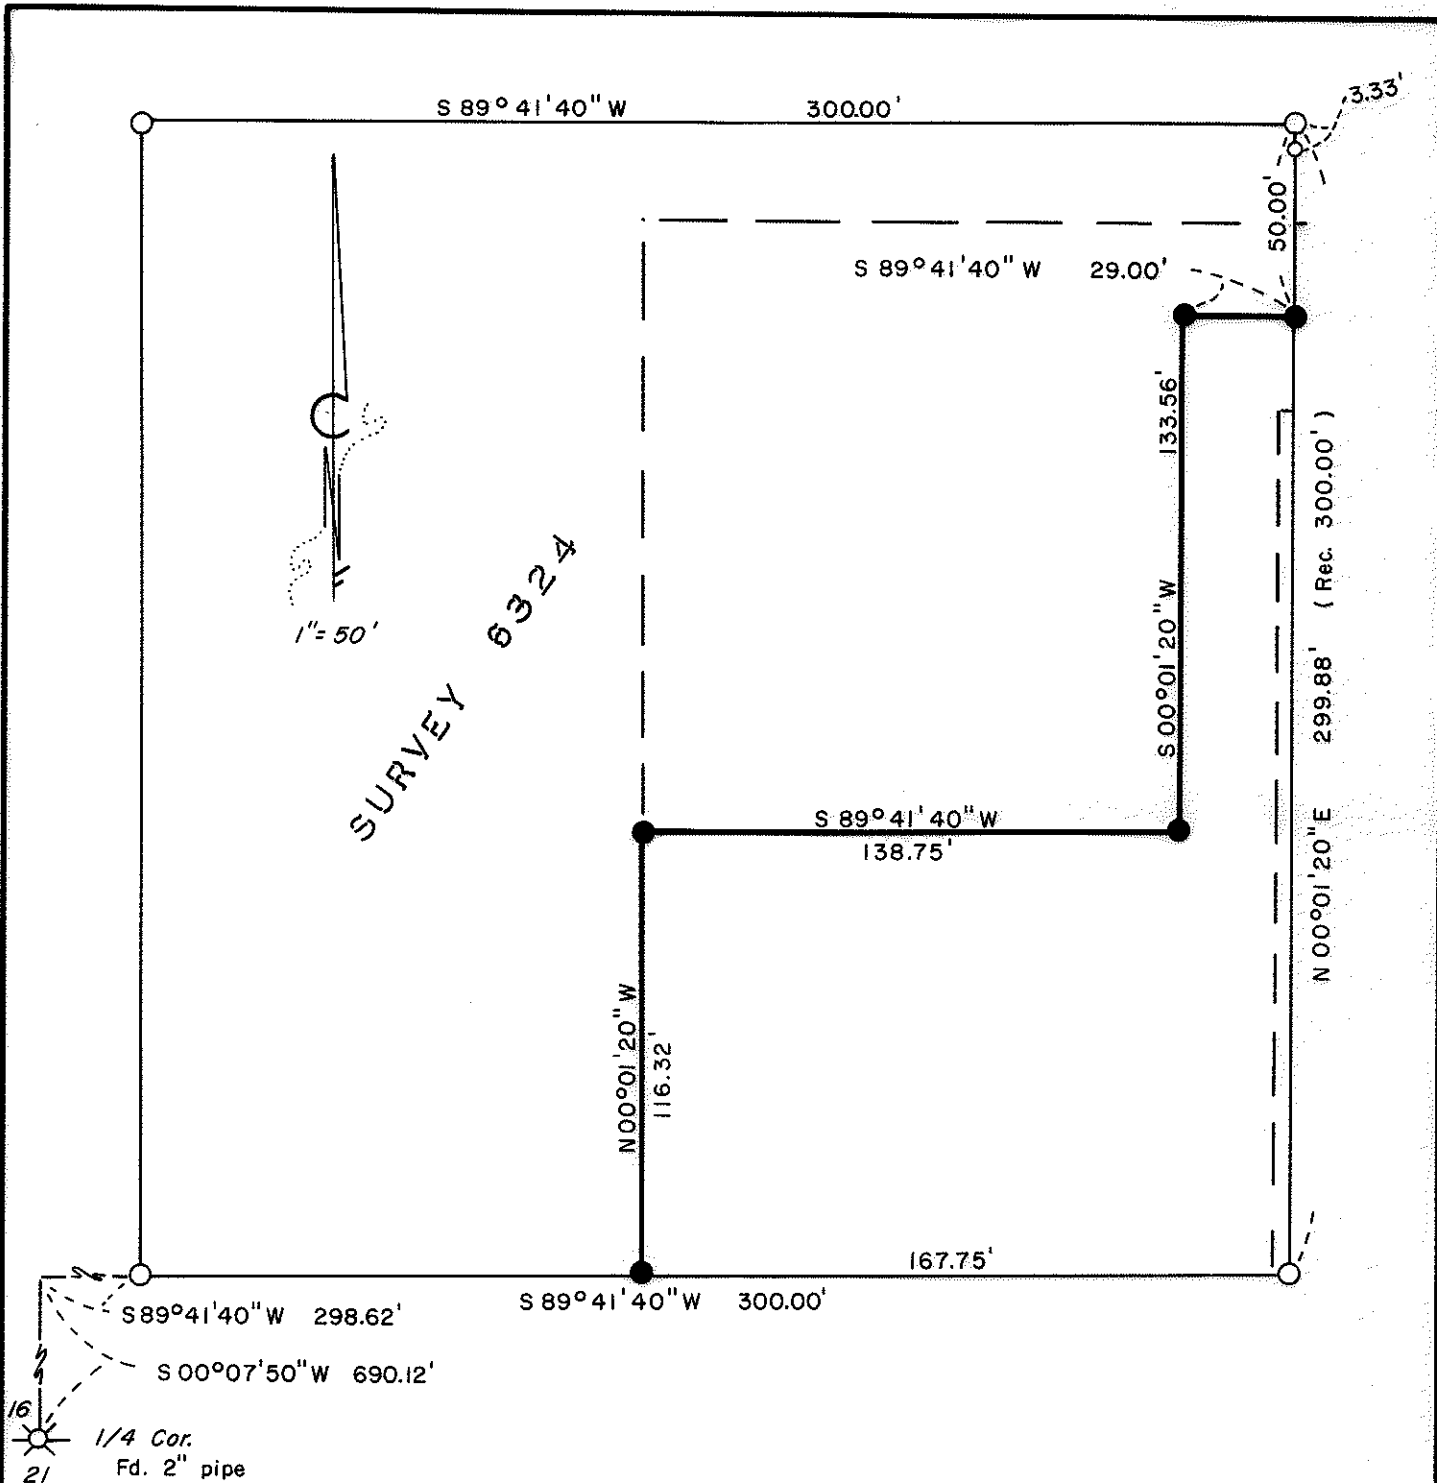 S 89° 41' 40" W 300.00'
3.33'
50.00'
S 89° 41' 40" W 29.00'
133.56'
S 00° 01' 20" W
N 00° 01' 20" E 299.88' (Rec. 300.00')
1" = 50'
SURVEY 6324
S 89° 41' 40" W
138.75'
N 00° 01' 20" W
116.32'
167.75'
S 89° 41' 40" W 300.00'
S 89° 41' 40" W 298.62'
S 00° 07' 50" W 690.12'
16
1/4 Cor.
Fd. 2" pipe
21